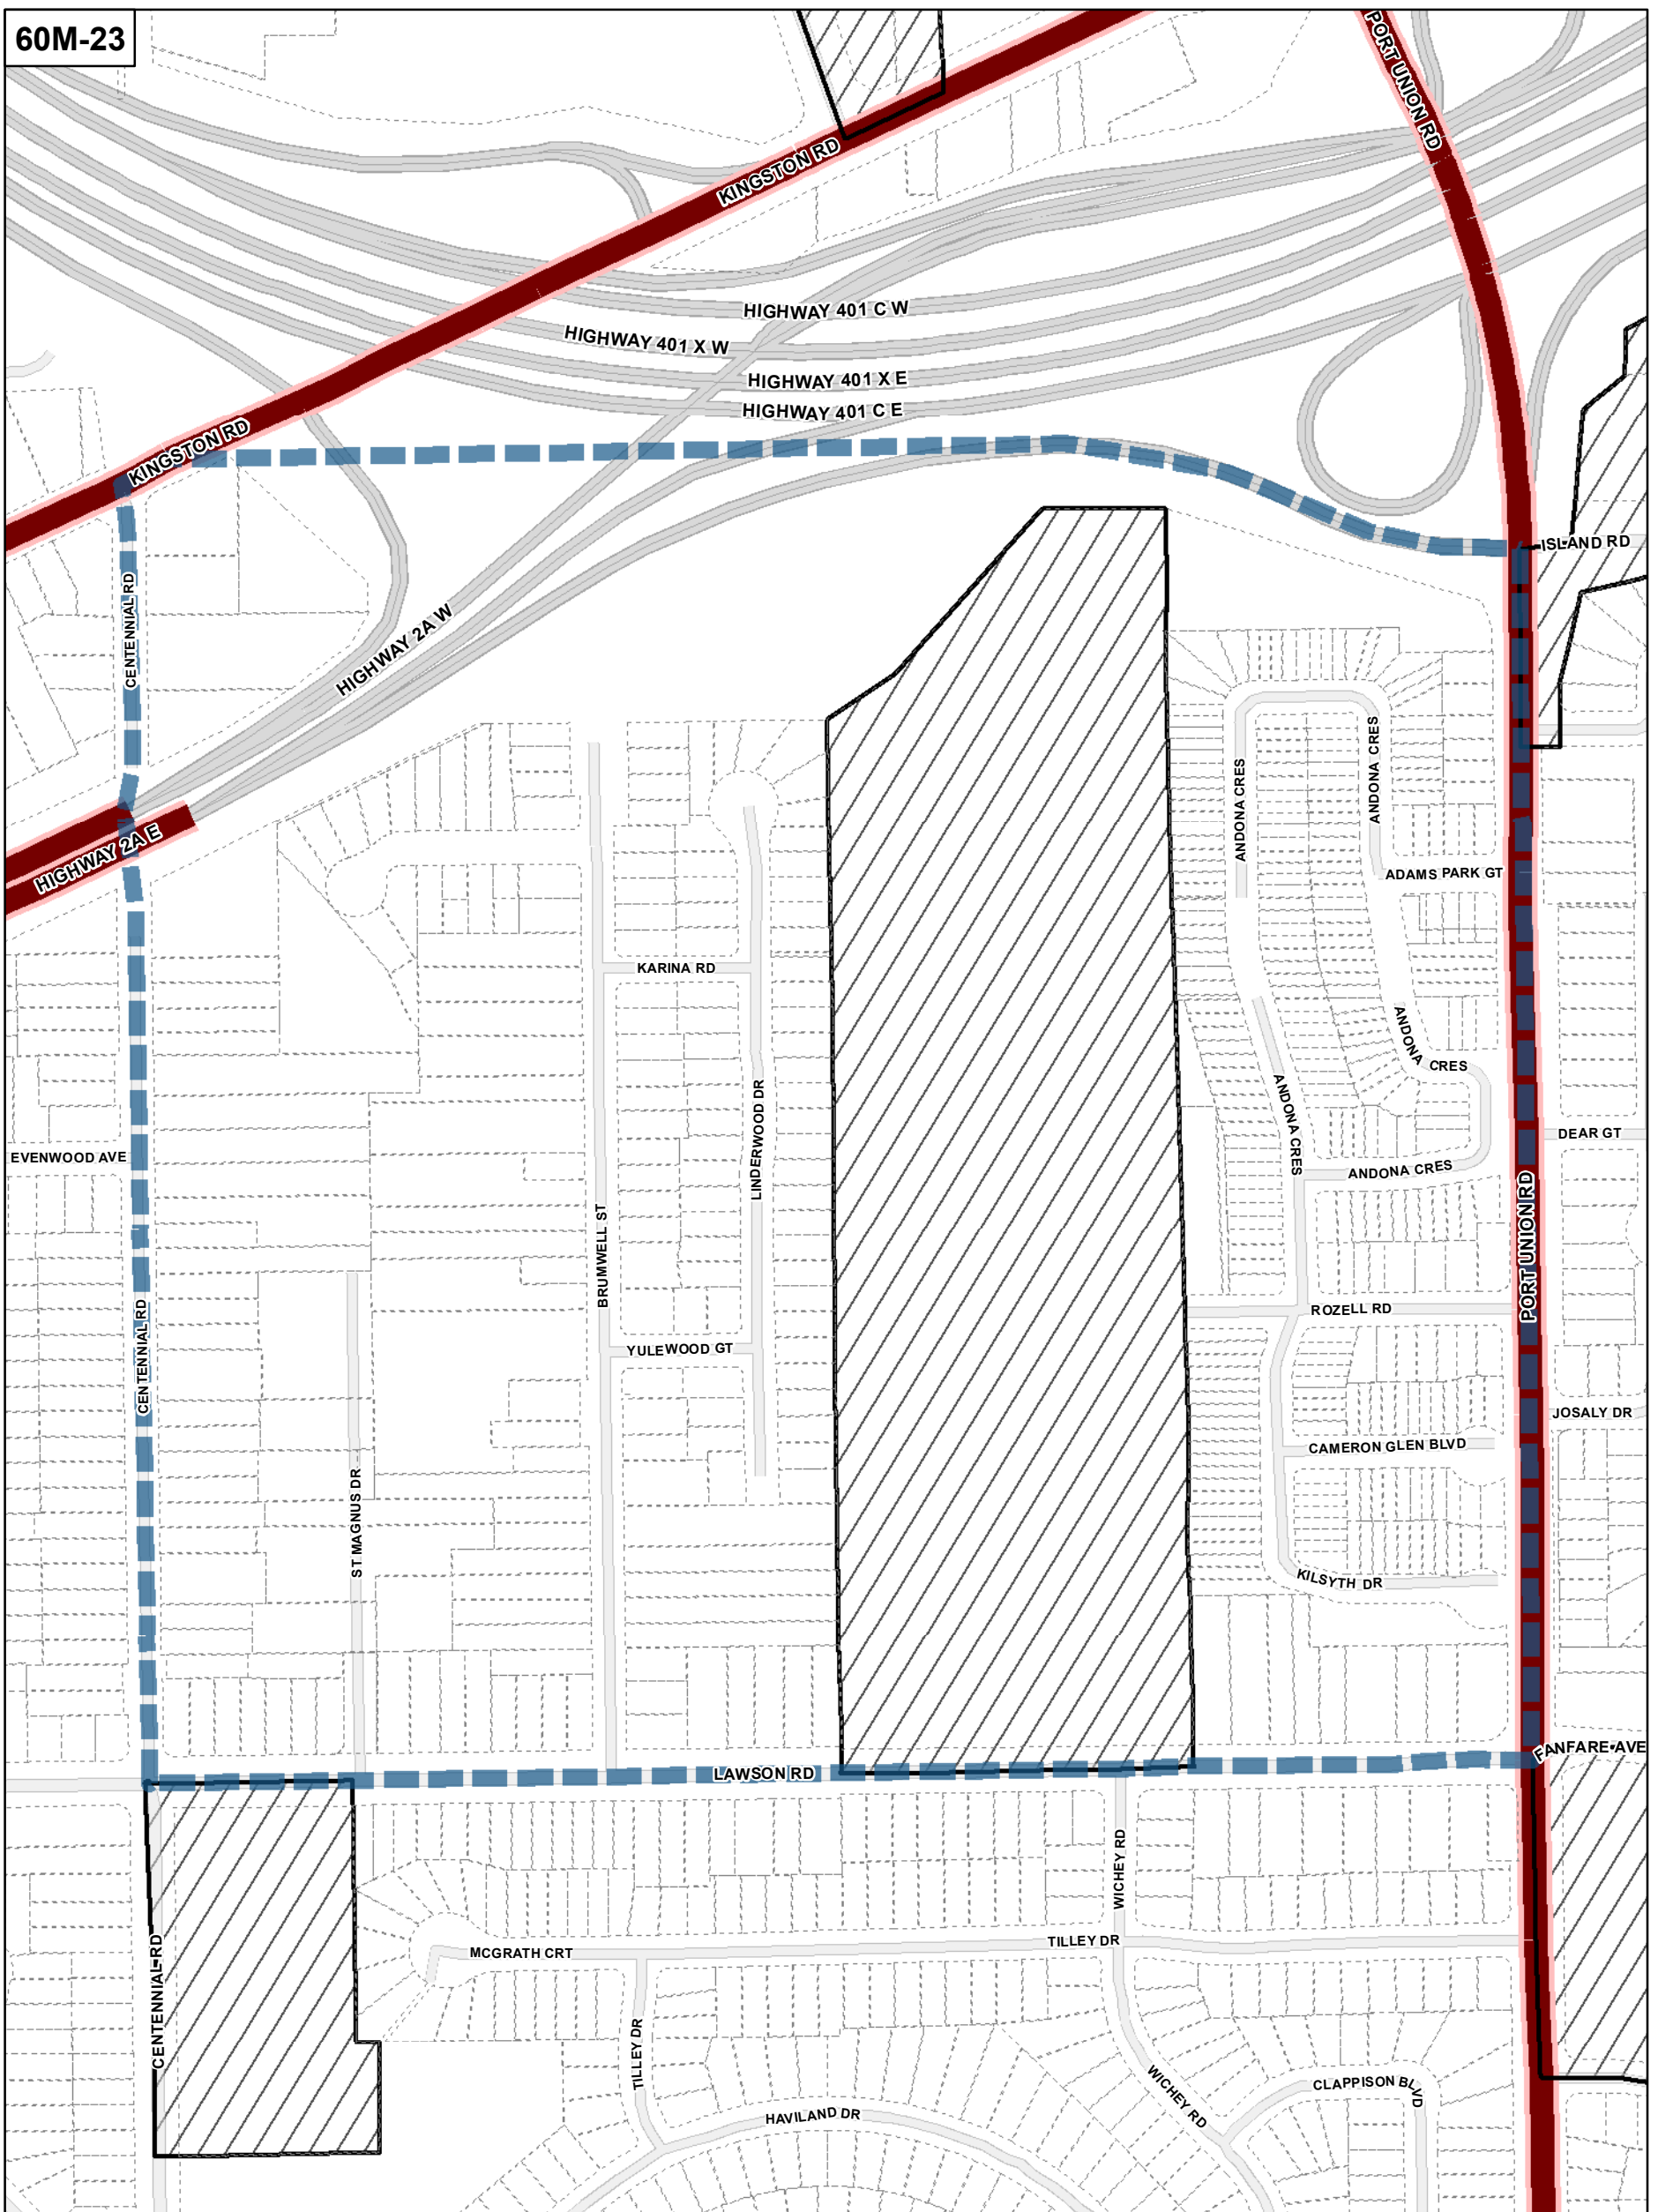 60M-23
PORT UNION RD
KINGSTON RD
HIGHWAY 401 C W
HIGHWAY 401 X W
HIGHWAY 401 X E
HIGHWAY 401 C E
KINGSTON RD
ISLAND RD
CENTENNIAL RD
HIGHWAY 2A W
ANDONA CRES
ANDONA CRES
HIGHWAY 2A E
ADAMS PARK GT
KARINA RD
ANDONA CRES
LINDERWOOD DR
ANDONA CRES
DEAR GT
EVENWOOD AVE
ANDONA CRES
PORT UNION RD
BRUMWELL ST
ROZELL RD
CENTENNIAL RD
YULEWOOD GT
JOSALY DR
CAMERON GLEN BLVD
ST MAGNUS DR
KILSYTH DR
FANFARE AVE
LAWSON RD
WICHEY RD
TILLEY DR
MCGRATH CRT
CENTENNIAL RD
TILLEY DR
WICHEY RD
CLAPPISON BLVD
HAVILAND DR